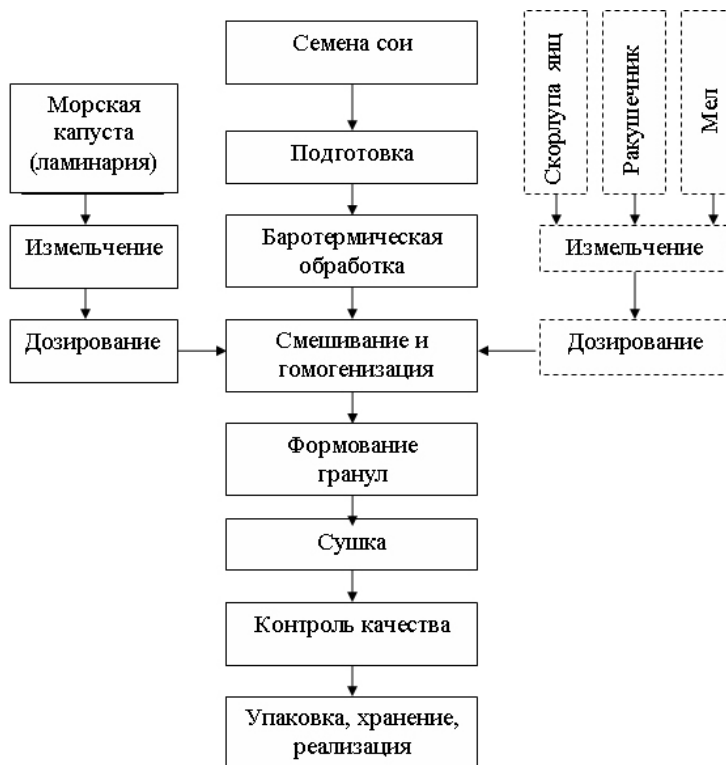 Семена сои
Морская
капуста
(ламинария)
Скорлупа яиц
Ракушечник
Мел
Подготовка
Измельчение
Баротермическая
обработка
Измельчение
Дозирование
Смешивание и
гомогенизация
Дозирование
Формование
гранул
Сушка
Контроль качества
Упаковка, хранение,
реализация